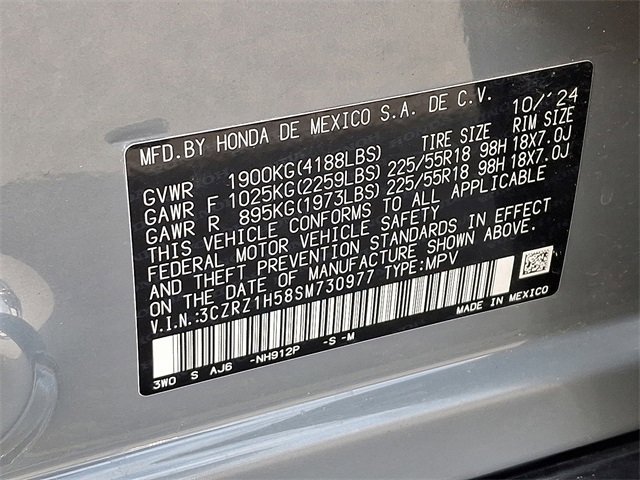 MFD.BY HONDA DE MEXICO S.A. DE C.V. 10/'24
TIRE SIZE RIM SIZE
GVWR 1900KG(4188LBS)
GAWR F 1025KG(2259LBS) 225/55R18 98H 18X7.0J
GAWR R 895KG(1973LBS) 225/55R18 98H 18X7.0J
THIS VEHICLE CONFORMS TO ALL APPLICABLE
FEDERAL MOTOR VEHICLE SAFETY
AND THEFT PREVENTION STANDARDS IN EFFECT
ON THE DATE OF MANUFACTURE SHOWN ABOVE.
V.I.N.:3CZRZ1H58SM730977 TYPE:MPV
MADE IN MEXICO
3W0 S AJ6 -NH912P -S -M